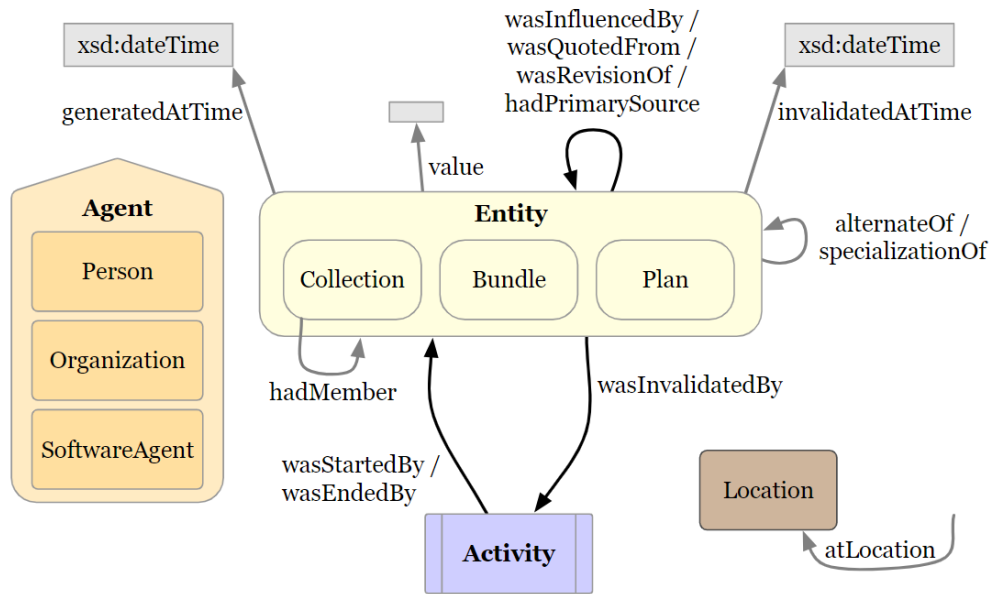 xsd:dateTime
wasInfluencedBy /
wasQuotedFrom /
wasRevisionOf /
hadPrimarySource
xsd:dateTime
generatedAtTime
value
invalidatedAtTime
Agent
Person
Organization
SoftwareAgent
Entity
Collection
Bundle
Plan
alternateOf /
specializationOf
hadMember
wasInvalidatedBy
wasStartedBy /
wasEndedBy
Activity
Location
atLocation